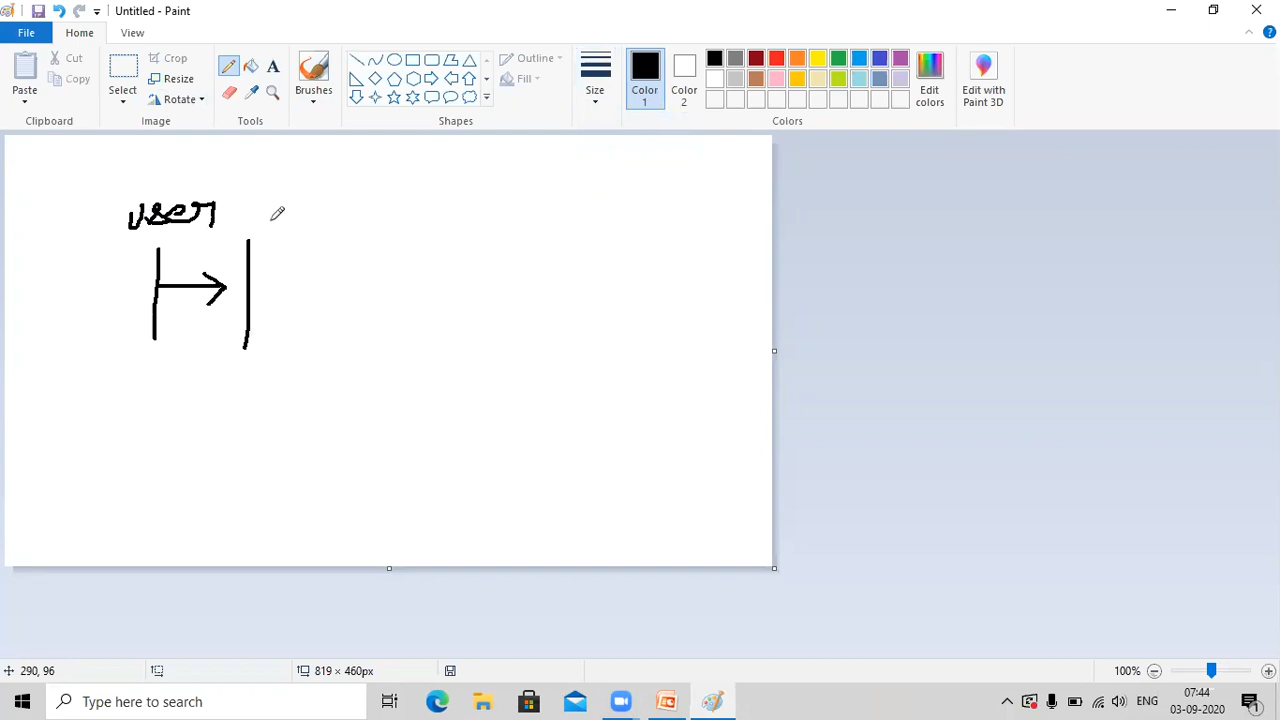 Untitled - Paint
File
Home
View
Paste
Cut
Copy
Clipboard
Select
Crop
Resize
Rotate
Image
A
Tools
Brushes
Outline
Fill
Shapes
Size
Color
1
Color
2
Edit
colors
Colors
Edit with
Paint 3D
user
290, 96
819 × 460px
100%
Type here to search
ENG
07:44
03-09-2020
1